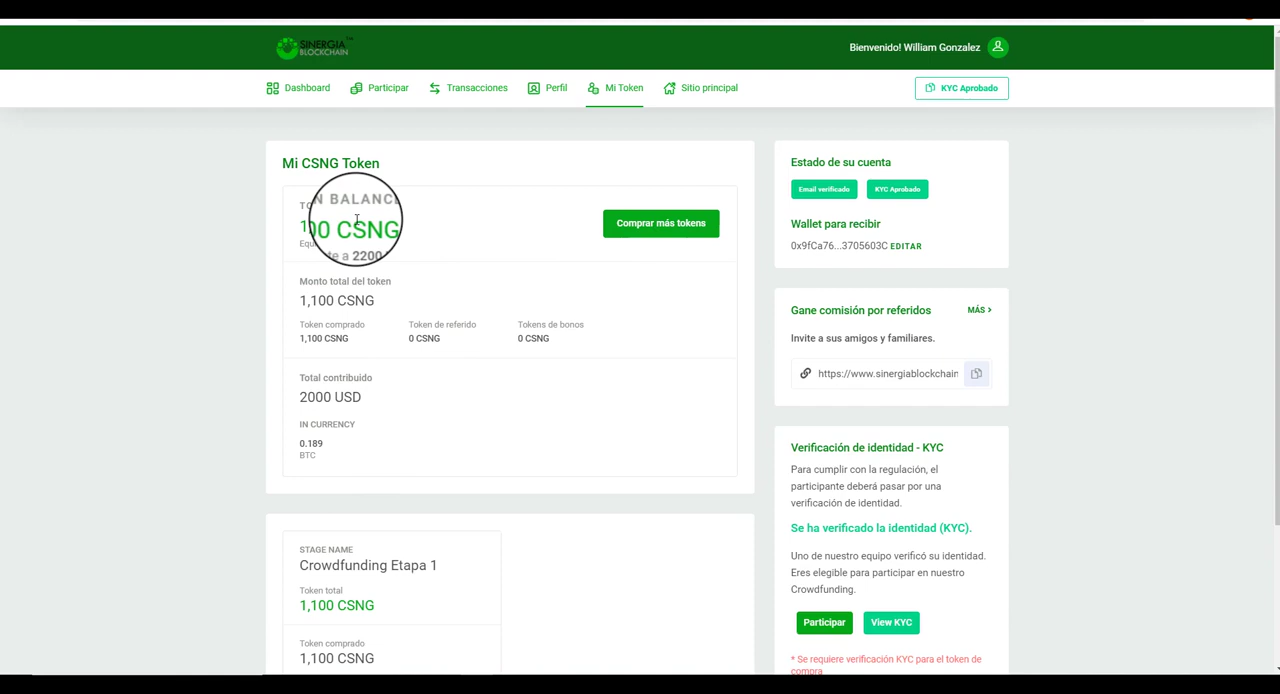 SINERGIA
BLOCKCHAIN
Bienvenido! William Gonzalez
Dashboard
Participar
Transacciones
Perfil
Mi Token
Sitio principal
KYC Aprobado
Mi CSNG Token
BALANCE
00 CSNG
a 2200
Comprar más tokens
Monto total del token
1,100 CSNG
Token comprado
Token de referido
Tokens de bonos
1,100 CSNG
0 CSNG
0 CSNG
Total contribuido
2000 USD
IN CURRENCY
0.189
BTC
STAGE NAME
Crowdfunding Etapa 1
Token total
1,100 CSNG
Token comprado
1,100 CSNG
Estado de su cuenta
Email verificado
KYC Aprobado
Wallet para recibir
0x9fCa76...3705603C EDITAR
Gane comisión por referidos
MÁS >
Invite a sus amigos y familiares.
https://www.sinergiablockchain
Verificación de identidad - KYC
Para cumplir con la regulación, el
participante deberá pasar por una
verificación de identidad.
Se ha verificado la identidad (KYC).
Uno de nuestro equipo verificó su identidad.
Eres elegible para participar en nuestro
Crowdfunding.
Participar
View KYC
* Se requiere verificación KYC para el token de
compra